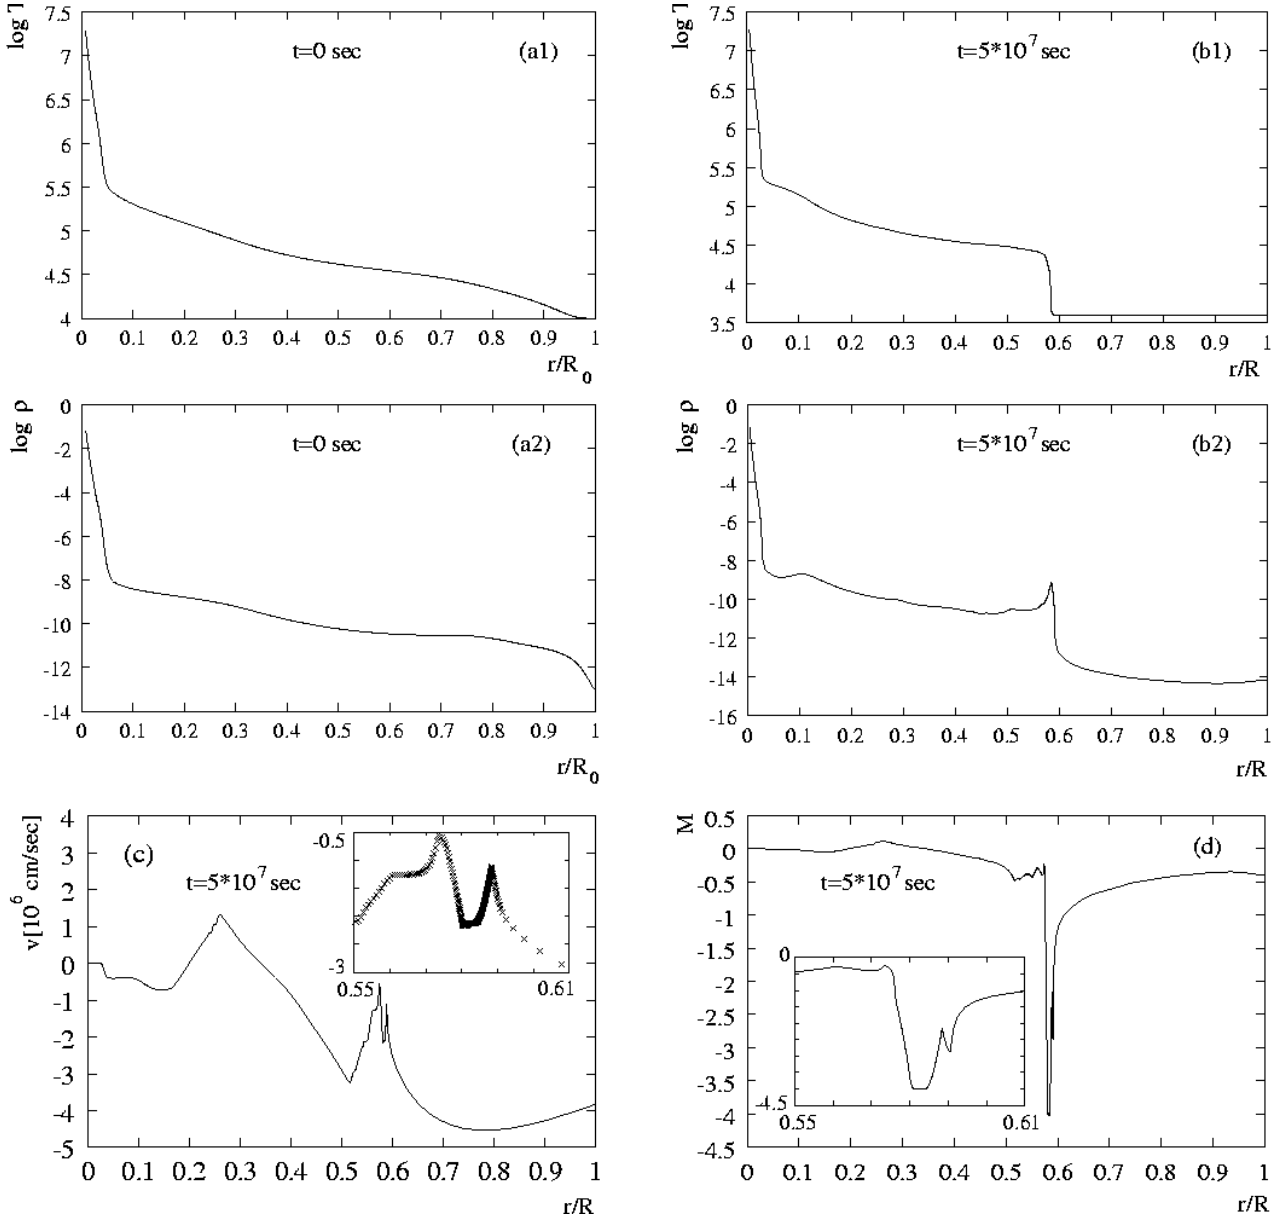 log T
7.5
7
6.5
6
5.5
5
4.5
4
t=0 sec
(a1)
0 0.1 0.2 0.3 0.4 0.5 0.6 0.7 0.8 0.9 1
r/R0
log T
7.5
7
6.5
6
5.5
5
4.5
4
3.5
t=5*10^7 sec
(b1)
0 0.1 0.2 0.3 0.4 0.5 0.6 0.7 0.8 0.9 1
r/R
log ρ
0
-2
-4
-6
-8
-10
-12
-14
t=0 sec
(a2)
0 0.1 0.2 0.3 0.4 0.5 0.6 0.7 0.8 0.9 1
r/R0
log ρ
0
-2
-4
-6
-8
-10
-12
-14
-16
t=5*10^7 sec
(b2)
0 0.1 0.2 0.3 0.4 0.5 0.6 0.7 0.8 0.9 1
r/R
v[10^6 cm/sec]
4
3
2
1
0
-1
-2
-3
-4
-5
(c)
t=5*10^7 sec
-0.5
-3
0.55 0.61
0 0.1 0.2 0.3 0.4 0.5 0.6 0.7 0.8 0.9 1
r/R
M
0.5
0
-0.5
-1
-1.5
-2
-2.5
-3
-3.5
-4
-4.5
(d)
t=5*10^7 sec
0
-4.5
0.55 0.61
0 0.1 0.2 0.3 0.4 0.5 0.6 0.7 0.8 0.9 1
r/R